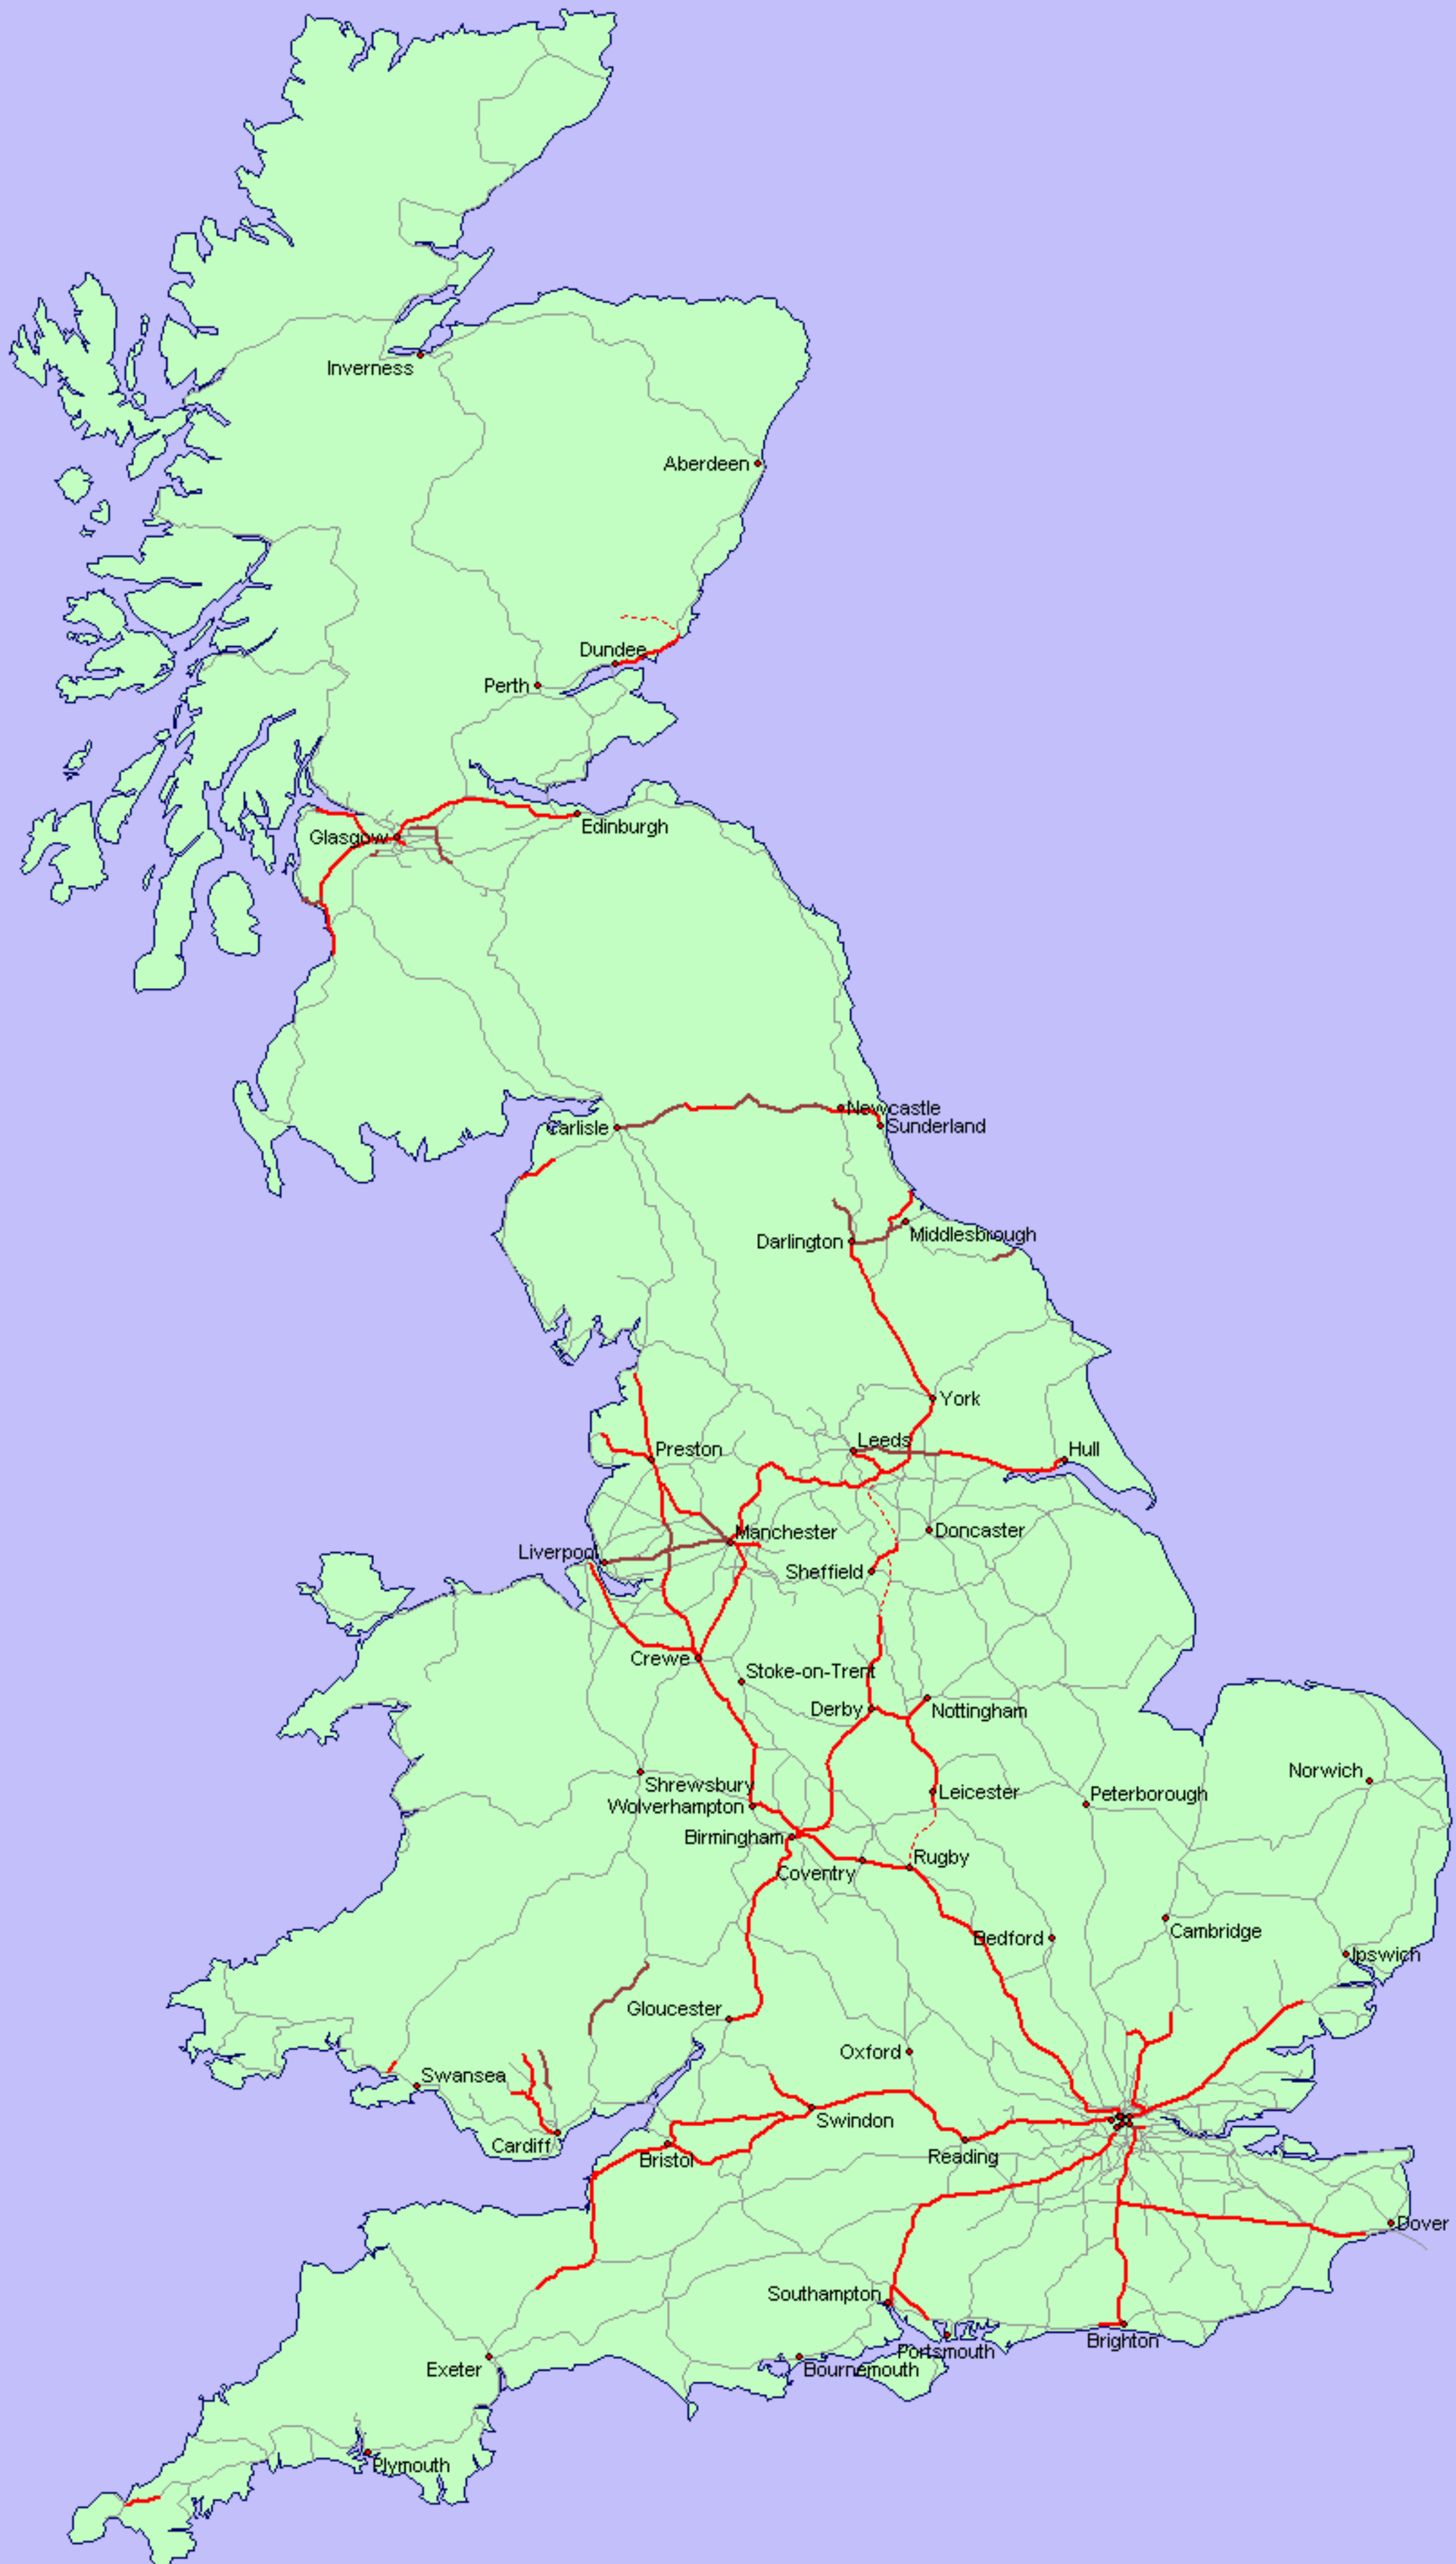 Inverness
Aberdeen
Dundee
Perth
Edinburgh
Glasgow
Newcastle
Sunderland
Carlisle
Middlesbrough
Darlington
York
Leeds
Hull
Preston
Manchester
Doncaster
Liverpool
Sheffield
Crewe
Stoke-on-Trent
Derby
Nottingham
Norwich
Shrewsbury
Leicester
Peterborough
Wolverhampton
Birmingham
Rugby
Coventry
Cambridge
Bedford
Ipswich
Gloucester
Oxford
Swansea
Swindon
Cardiff
Bristol
Reading
Dover
Southampton
Brighton
Portsmouth
Exeter
Bournemouth
Plymouth